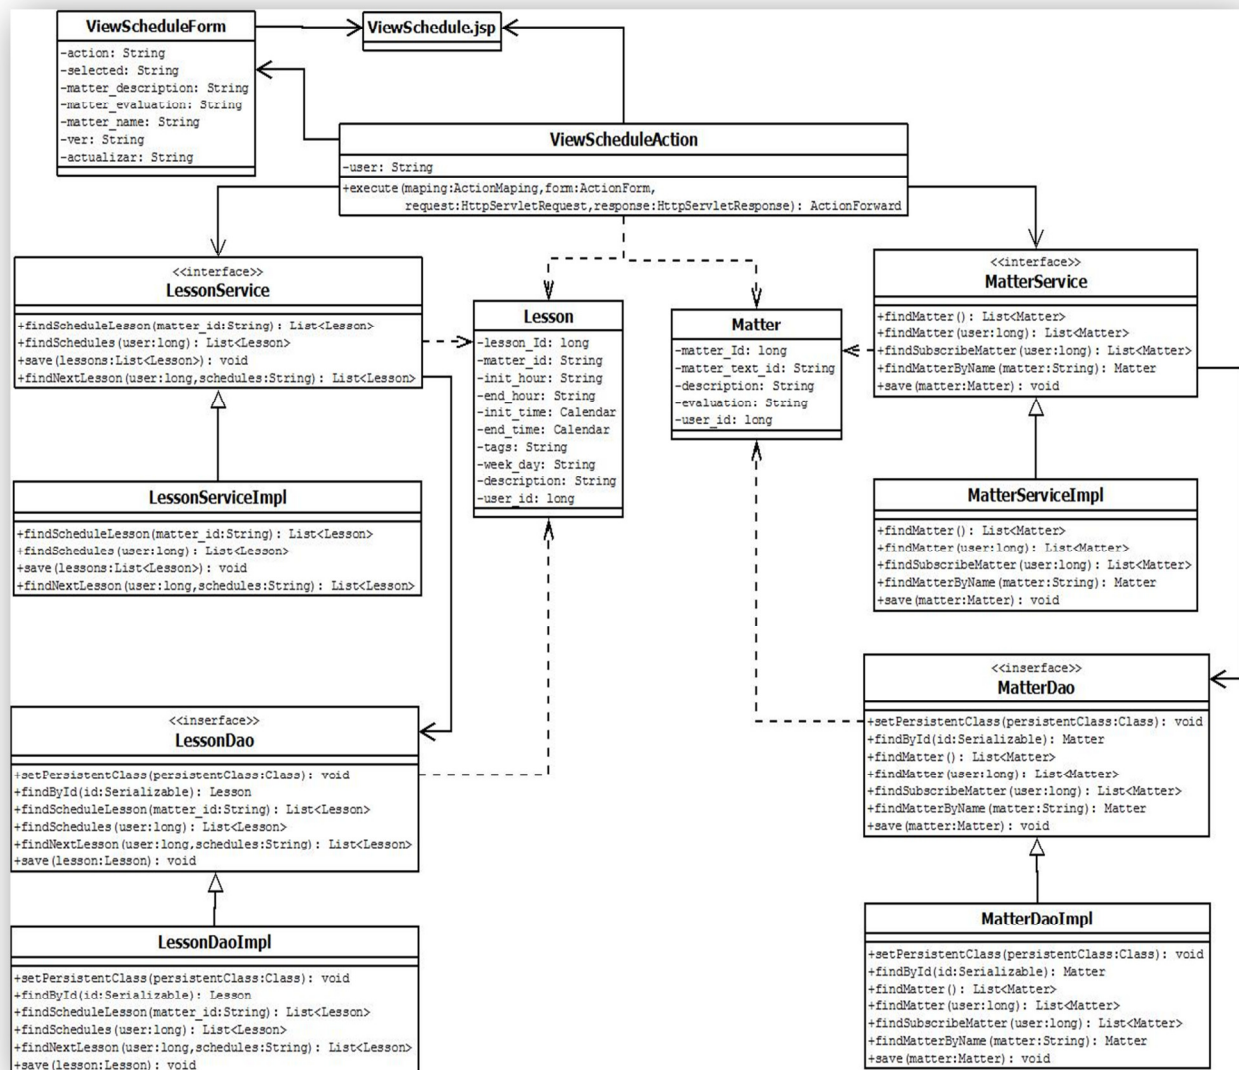 ViewScheduleForm
-action: String
-selected: String
-matter_description: String
-matter_evaluation: String
-matter_name: String
-ver: String
-actualizar: String
ViewSchedule.jsp
ViewScheduleAction
-user: String
+execute(maping:ActionMaping,form:ActionForm,
request:HttpServletRequest,response:HttpServletResponse): ActionForward
<<interface>>
LessonService
+findScheduleLesson(matter_id:String): List<Lesson>
+findSchedules(user:long): List<Lesson>
+save(lessons:List<Lesson>): void
+findNextLesson(user:long,schedules:String): List<Lesson>
Lesson
-lesson_Id: long
-matter_id: String
-init_hour: String
-end_hour: String
-init_time: Calendar
-end_time: Calendar
-tags: String
-week_day: String
-description: String
-user_id: long
Matter
-matter_Id: long
-matter_text_id: String
-description: String
-evaluation: String
-user_id: long
<<interface>>
MatterService
+findMatter(): List<Matter>
+findMatter(user:long): List<Matter>
+findSubscribeMatter(user:long): List<Matter>
+findMatterByName(matter:String): Matter
+save(matter:Matter): void
LessonServiceImpl
+findScheduleLesson(matter_id:String): List<Lesson>
+findSchedules(user:long): List<Lesson>
+save(lessons:List<Lesson>): void
+findNextLesson(user:long,schedules:String): List<Lesson>
MatterServiceImpl
+findMatter(): List<Matter>
+findMatter(user:long): List<Matter>
+findSubscribeMatter(user:long): List<Matter>
+findMatterByName(matter:String): Matter
+save(matter:Matter): void
<<inserface>>
LessonDao
+setPersistentClass(persistentClass:Class): void
+findById(id:Serializable): Lesson
+findScheduleLesson(matter_id:String): List<Lesson>
+findSchedules(user:long): List<Lesson>
+findNextLesson(user:long,schedules:String): List<Lesson>
+save(lesson:Lesson): void
<<inserface>>
MatterDao
+setPersistentClass(persistentClass:Class): void
+findById(id:Serializable): Matter
+findMatter(): List<Matter>
+findMatter(user:long): List<Matter>
+findSubscribeMatter(user:long): List<Matter>
+findMatterByName(matter:String): Matter
+save(matter:Matter): void
LessonDaoImpl
+setPersistentClass(persistentClass:Class): void
+findById(id:Serializable): Lesson
+findScheduleLesson(matter_id:String): List<Lesson>
+findSchedules(user:long): List<Lesson>
+findNextLesson(user:long,schedules:String): List<Lesson>
+save(lesson:Lesson): void
MatterDaoImpl
+setPersistentClass(persistentClass:Class): void
+findById(id:Serializable): Matter
+findMatter(): List<Matter>
+findMatter(user:long): List<Matter>
+findSubscribeMatter(user:long): List<Matter>
+findMatterByName(matter:String): Matter
+save(matter:Matter): void